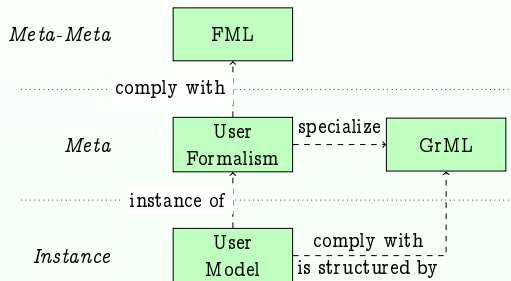 Meta-Meta
FML
comply with
Meta
User
Formalism
specialize
GrML
instance of
Instance
User
Model
comply with
is structured by